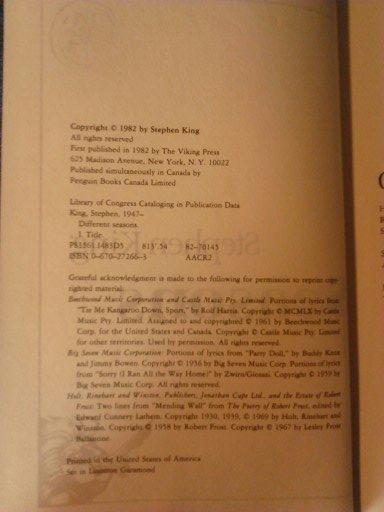 Copyright © 1982 by Stephen King
All rights reserved
First published in 1982 by The Viking Press
625 Madison Avenue, New York, N. Y. 10022
Published simultaneously in Canada by
Penguin Books Canada Limited
Library of Congress Cataloging in Publication Data
King, Stephen, 1947–
Different seasons.
I. Title.
PS3561.I483D5 813'.54 82-70145
ISBN 0-670-27266-3 AACR2
Grateful acknowledgment is made to the following for permission to reprint copy-
righted material:
Beechwood Music Corporation and Castle Music Pty. Limited: Portions of lyrics from
"Tie Me Kangaroo Down, Sport," by Rolf Harris. Copyright © MCMLX by Castle
Music Pty. Limited. Assigned to and copyrighted © 1961 by Beechwood Music
Corp. for the United States and Canada. Copyright © Castle Music Pty. Limited
for other territories. Used by permission. All rights reserved.
Big Seven Music Corporation: Portions of lyrics from "Party Doll," by Buddy Knox
and Jimmy Bowen. Copyright © 1956 by Big Seven Music Corp. Portions of lyrics
from "Sorry (I Ran All the Way Home)" by Zwirn/Giosasi. Copyright © 1959 by
Big Seven Music Corp. All rights reserved.
Holt, Rinehart and Winston, Publishers; Jonathan Cape Ltd., and the Estate of Robert
Frost: Two lines from "Mending Wall" from The Poetry of Robert Frost, edited by
Edward Connery Lathem. Copyright 1930, 1939, © 1969 by Holt, Rinehart and
Winston. Copyright © 1958 by Robert Frost. Copyright © 1967 by Lesley Frost
Ballantine.
Printed in the United States of America
Set in Linotron Garamond